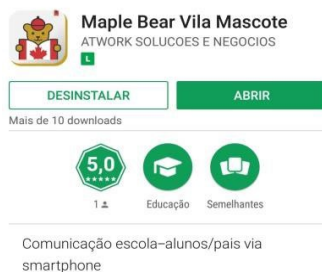 Maple Bear Vila Mascote
ATWORK SOLUCOES E NEGOCIOS
L
DESINSTALAR
ABRIR
Mais de 10 downloads
5,0
1
Educação
Semelhantes
Comunicação escola-alunos/pais via
smartphone